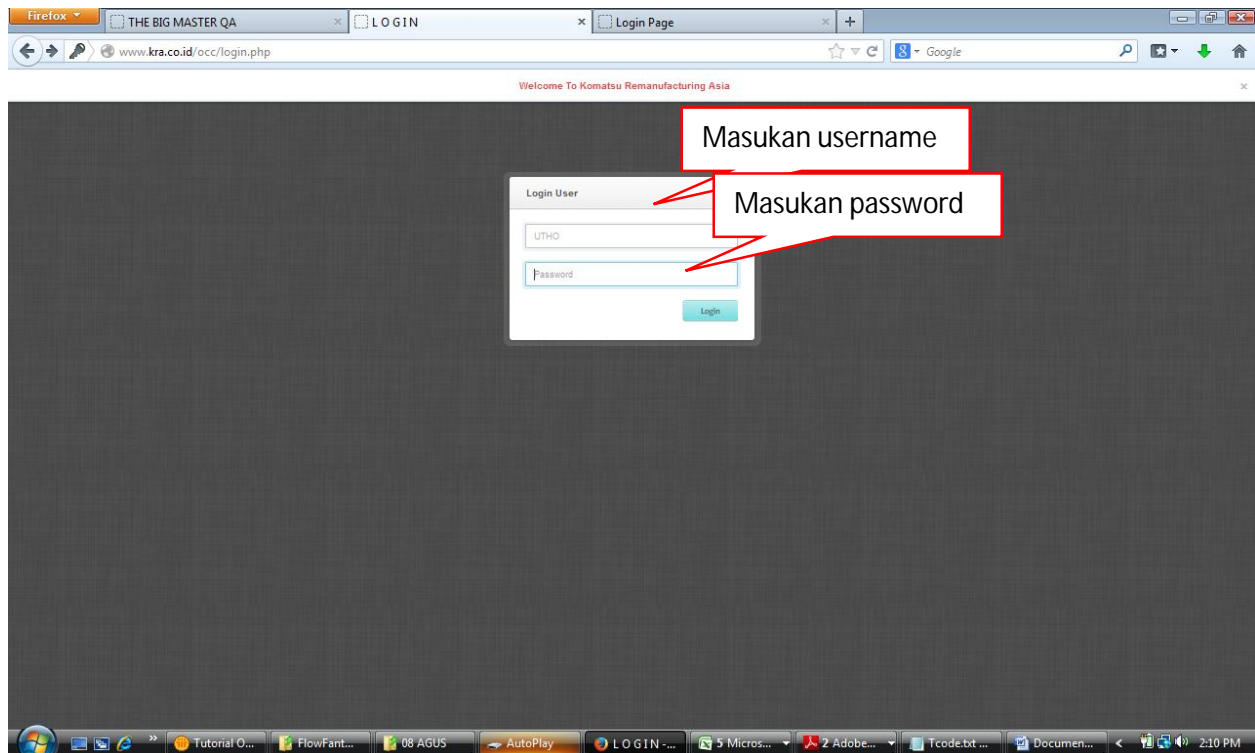 Firefox
THE BIG MASTER QA
L O G I N
Login Page
www.kra.co.id/occ/login.php
Google
Welcome To Komatsu Remanufacturing Asia
Masukan username
Login User
Masukan password
UTHO
Password
Login
Tutorial O...
FlowFant...
08 AGUS
AutoPlay
L O G I N -...
5 Micros...
2 Adobe...
Tcode.txt ...
Documen...
2:10 PM